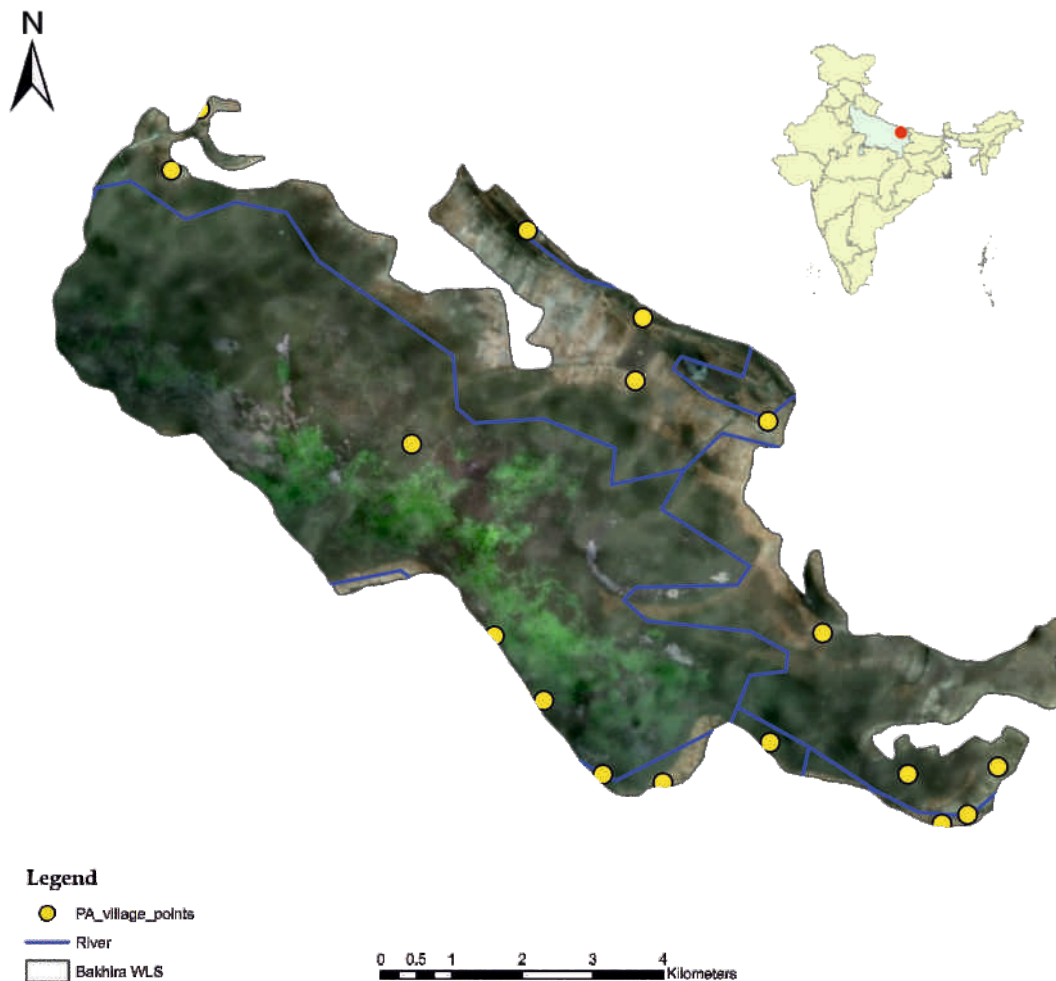 N
Legend
PA_village_points
River
Bakhira WLS
0 0.5 1 2 3 4
Kilometers